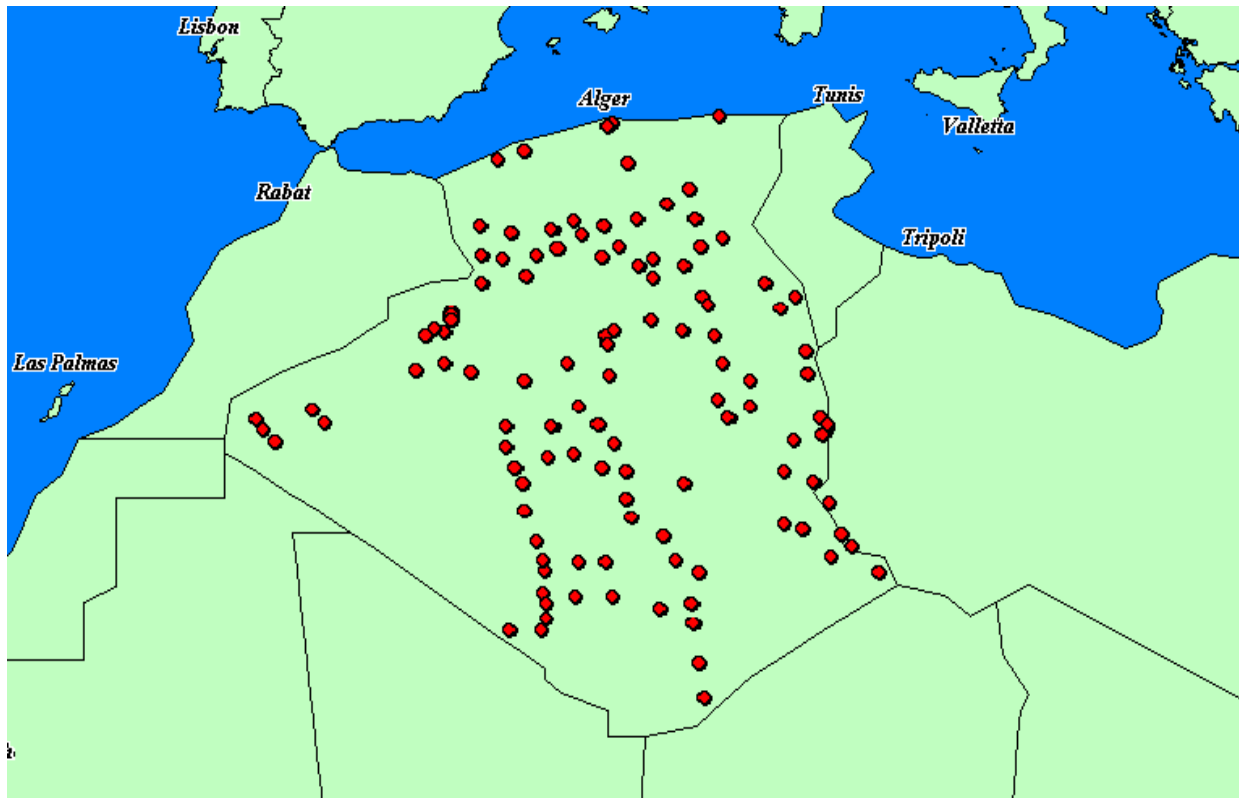 Lisbon
Alger
Tunis
Valletta
Rabat
Tripoli
Las Palmas